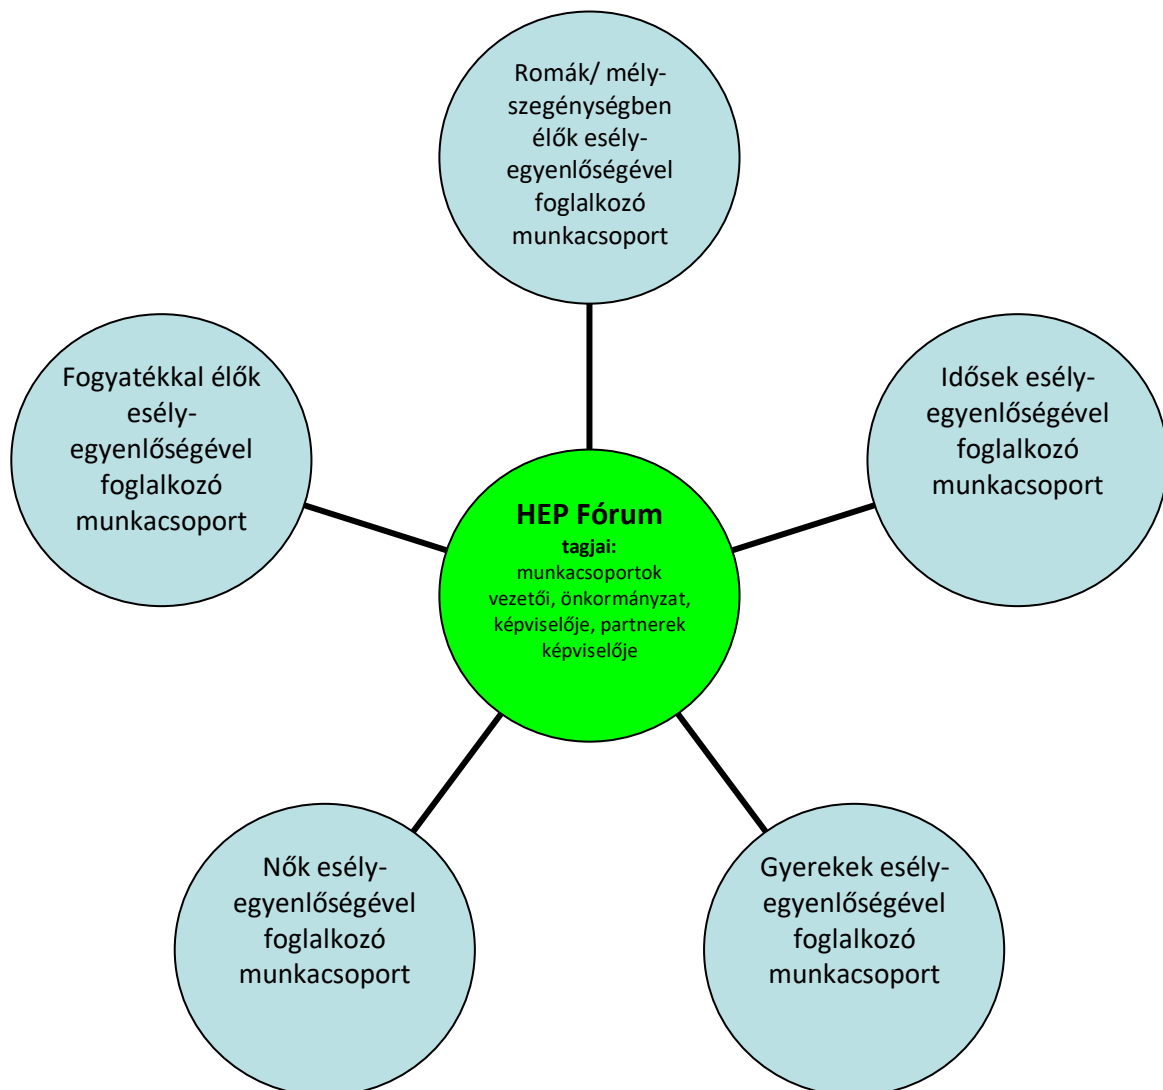 Romák/ mély-
szegénységben
élők esély-
egyenlőségével
foglalkozó
munkacsoport
Fogyatékkal élők
esély-
egyenlőségével
foglalkozó
munkacsoport
Idősek esély-
egyenlőségével
foglalkozó
munkacsoport
HEP Fórum
tagjai:
munkacsoportok
vezetői, önkormányzat,
képviselője, partnerek
képviselője
Nők esély-
egyenlőségével
foglalkozó
munkacsoport
Gyerekek esély-
egyenlőségével
foglalkozó
munkacsoport